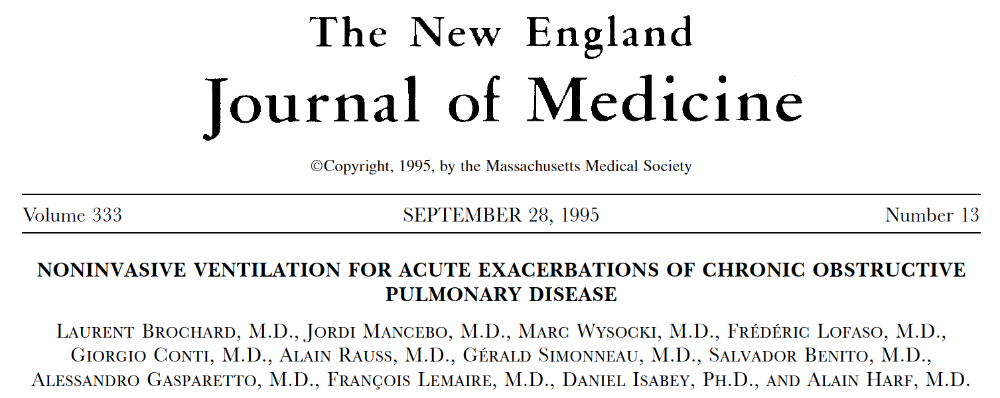 The New England
Journal of Medicine
©Copyright, 1995, by the Massachusetts Medical Society
Volume 333 SEPTEMBER 28, 1995 Number 13
NONINVASIVE VENTILATION FOR ACUTE EXACERBATIONS OF CHRONIC OBSTRUCTIVE
PULMONARY DISEASE
LAURENT BROCHARD, M.D., JORDI MANCEBO, M.D., MARC WYSOCKI, M.D., FRÉDÉRIC LOFASO, M.D.,
GIORGIO CONTI, M.D., ALAIN RAUSS, M.D., GÉRALD SIMONNEAU, M.D., SALVADOR BENITO, M.D.,
ALESSANDRO GASPARETTO, M.D., FRANÇOIS LEMAIRE, M.D., DANIEL ISABEY, PH.D., AND ALAIN HARF, M.D.